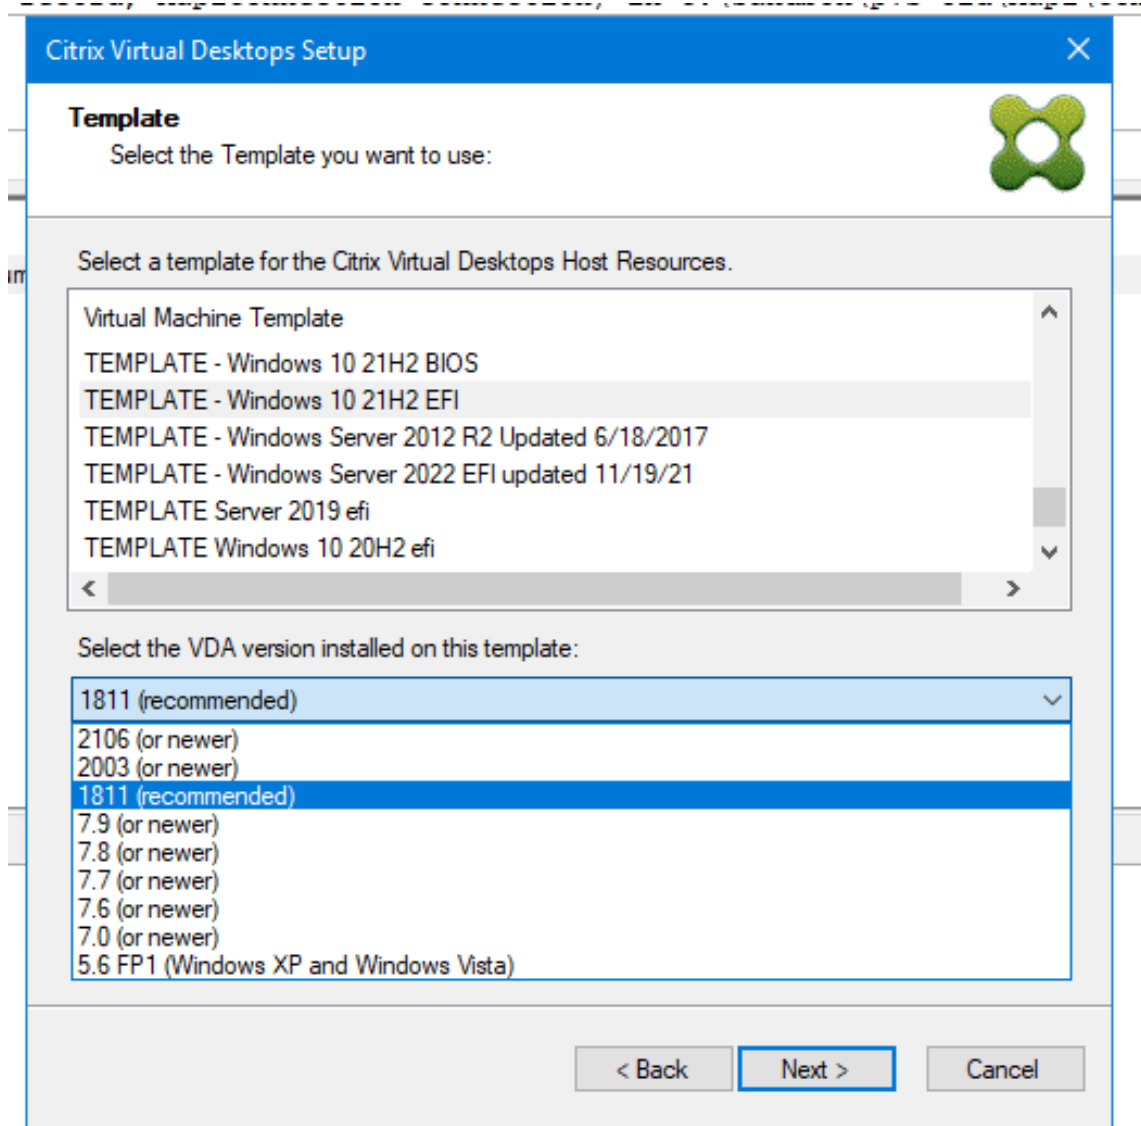 Citrix Virtual Desktops Setup
Template
Select the Template you want to use:
Select a template for the Citrix Virtual Desktops Host Resources.
Virtual Machine Template
TEMPLATE - Windows 10 21H2 BIOS
TEMPLATE - Windows 10 21H2 EFI
TEMPLATE - Windows Server 2012 R2 Updated 6/18/2017
TEMPLATE - Windows Server 2022 EFI updated 11/19/21
TEMPLATE Server 2019 efi
TEMPLATE Windows 10 20H2 efi
Select the VDA version installed on this template:
1811 (recommended)
2106 (or newer)
2003 (or newer)
1811 (recommended)
7.9 (or newer)
7.8 (or newer)
7.7 (or newer)
7.6 (or newer)
7.0 (or newer)
5.6 FP1 (Windows XP and Windows Vista)
< Back Next > Cancel